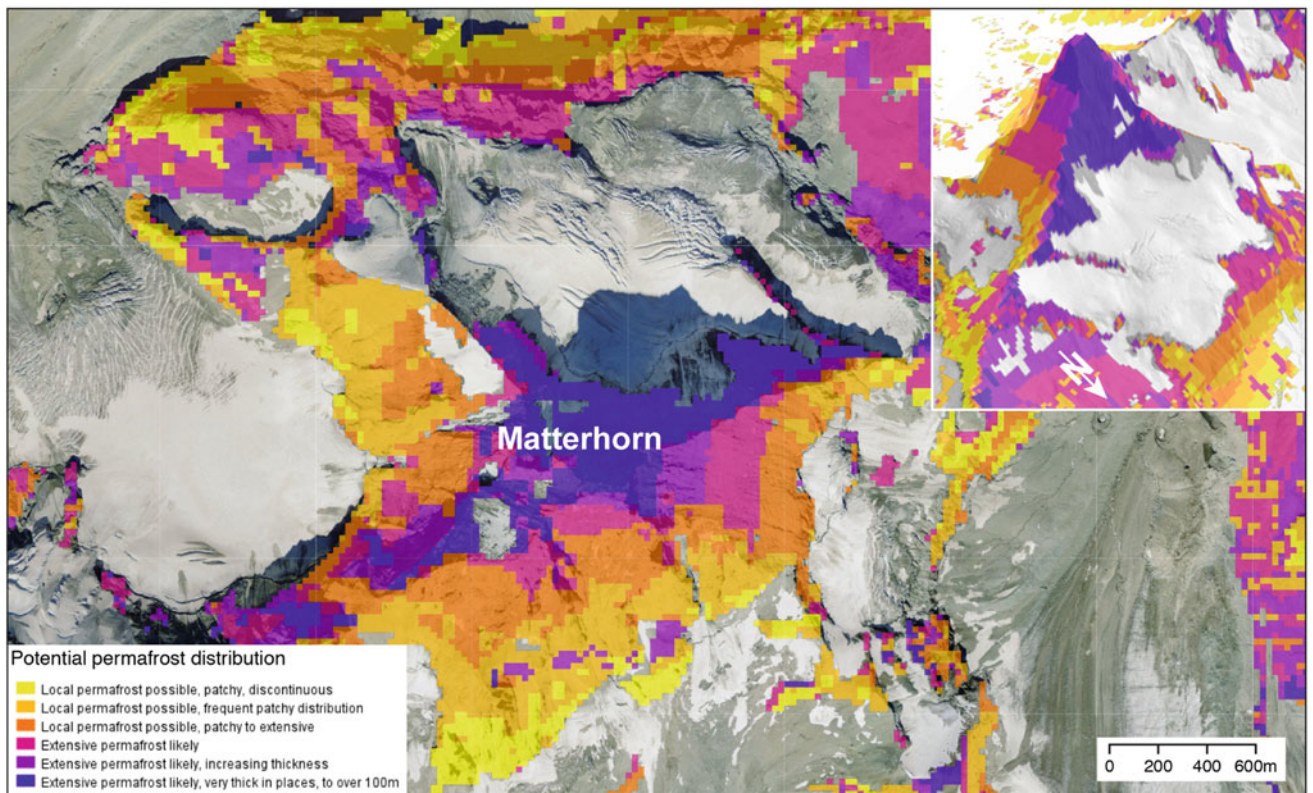 N
Matterhorn
Potential permafrost distribution
Local permafrost possible, patchy, discontinuous
Local permafrost possible, frequent patchy distribution
Local permafrost possible, patchy to extensive
Extensive permafrost likely
Extensive permafrost likely, increasing thickness
Extensive permafrost likely, very thick in places, to over 100m
0 200 400 600m